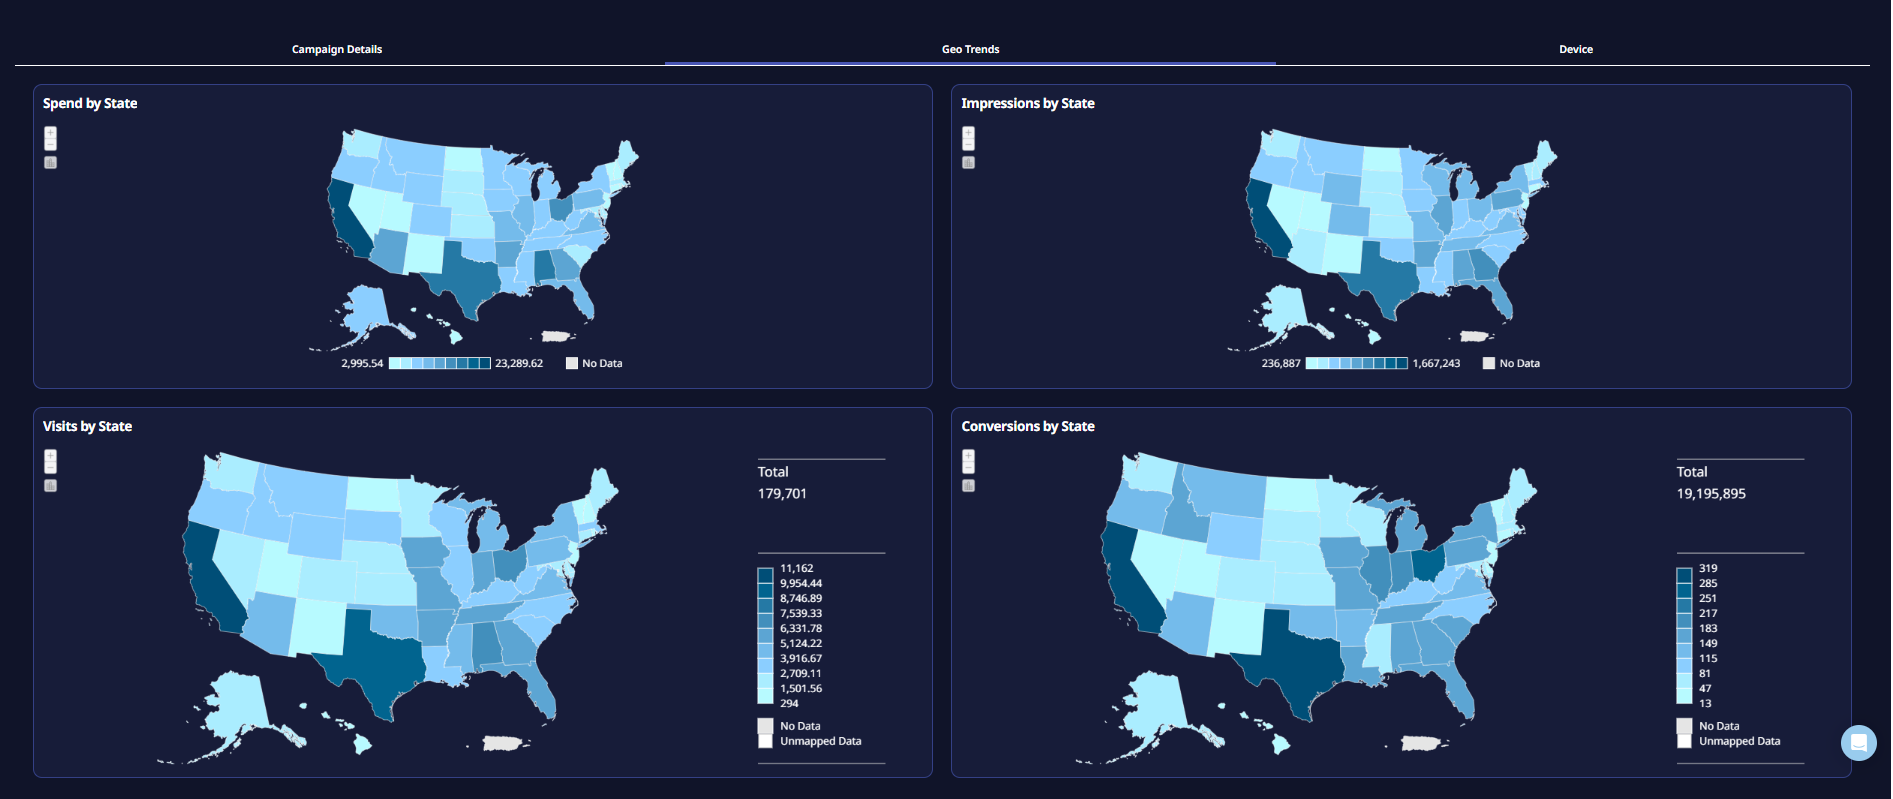 Campaign Details
Geo Trends
Device
Spend by State
+
−
2,995.54
23,289.62
No Data
Impressions by State
+
−
236,887
1,667,243
No Data
Visits by State
+
−
Total
179,701
11,162
9,954.44
8,746.89
7,539.33
6,331.78
5,124.22
3,916.67
2,709.11
1,501.56
294
No Data
Unmapped Data
Conversions by State
+
−
Total
19,195,895
319
285
251
217
183
149
115
81
47
13
No Data
Unmapped Data